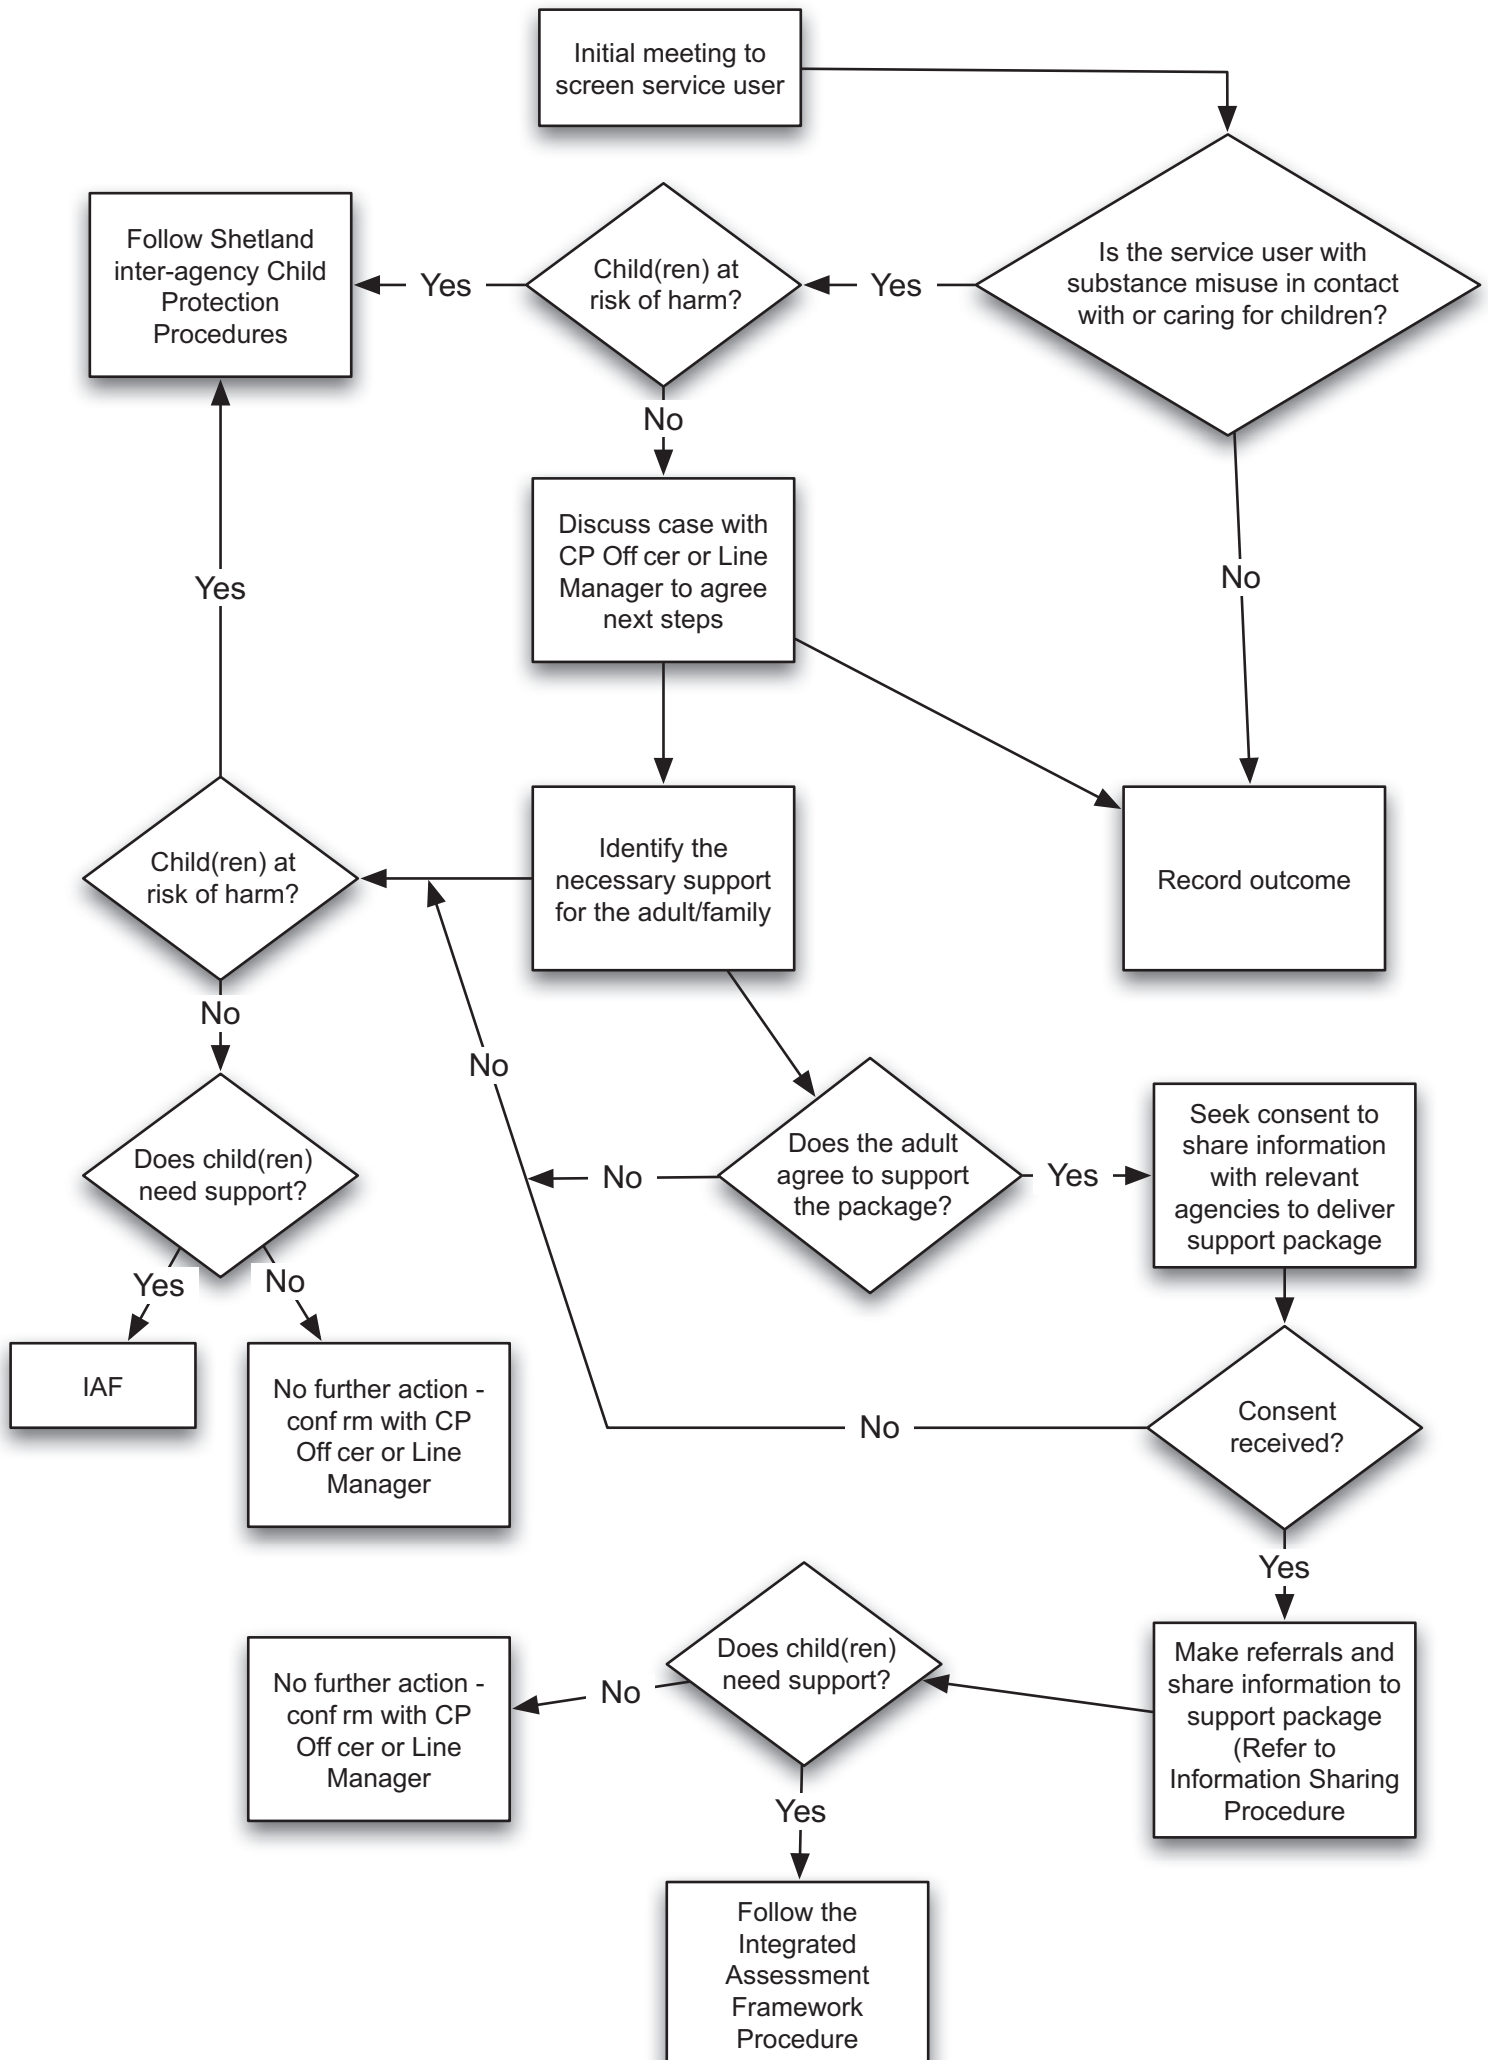 Initial meeting to
screen service user
Is the service user with
substance misuse in contact
with or caring for children?
Yes
Child(ren) at
risk of harm?
Yes
Follow Shetland
inter-agency Child
Protection
Procedures
No
Discuss case with
CP Off cer or Line
Manager to agree
next steps
No
Yes
Record outcome
Identify the
necessary support
for the adult/family
Child(ren) at
risk of harm?
No
No
Does child(ren)
need support?
Yes
No
IAF
No further action -
conf rm with CP
Off cer or Line
Manager
Does the adult
agree to support
the package?
No
Yes
Seek consent to
share information
with relevant
agencies to deliver
support package
Consent
received?
No
Yes
Make referrals and
share information to
support package
(Refer to
Information Sharing
Procedure
Does child(ren)
need support?
No
No further action -
conf rm with CP
Off cer or Line
Manager
Yes
Follow the
Integrated
Assessment
Framework
Procedure